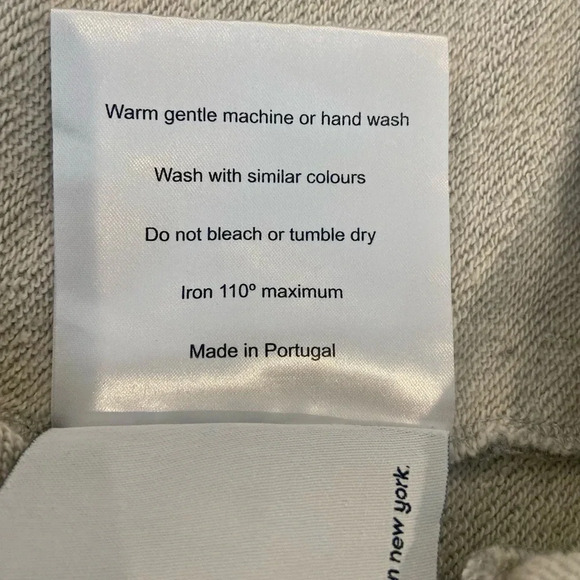 Warm gentle machine or hand wash
Wash with similar colours
Do not bleach or tumble dry
Iron 110º maximum
Made in Portugal
new york.